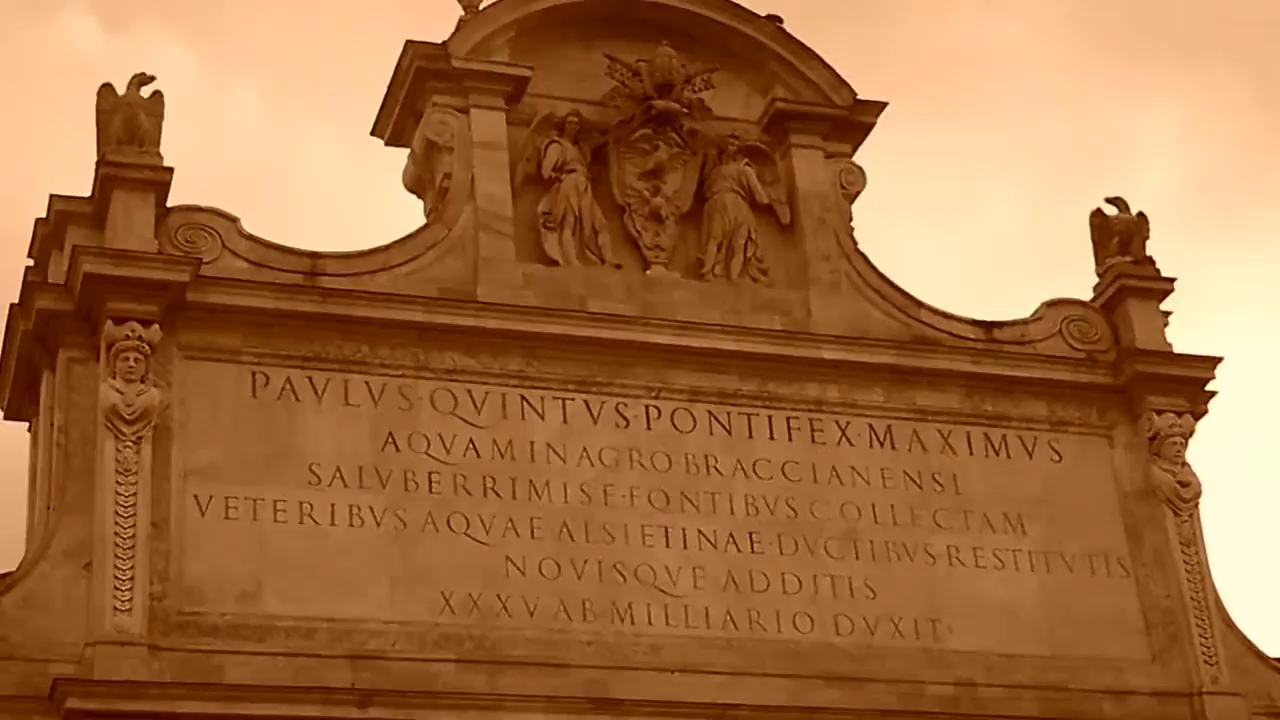 PAVLVS·QVINTVS·PONTIFEX·MAXIMVS
AQVAM IN AGRO BRACCIANENSI
SALVBERRIMIS E·FONTIBVS COLLECTAM
VETERIBVS AQVAE ALSIETINAE·DVCTIBVS RESTITVTIS
NOVISQVE ADDITIS
XXXV AB MILLIARIO DVXIT